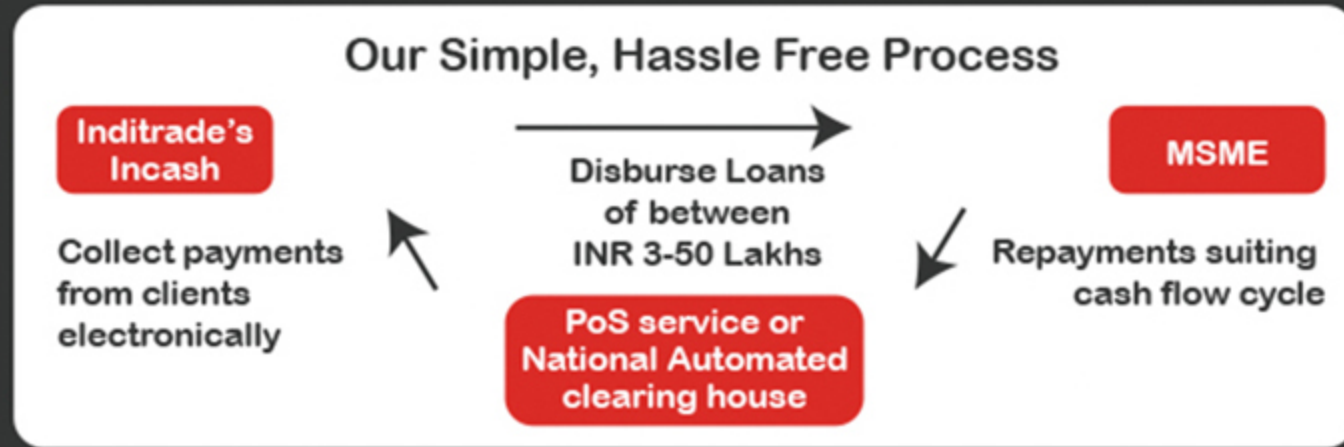 Our Simple, Hassle Free Process
Inditrade's
Incash
Disburse Loans
of between
INR 3-50 Lakhs
MSME
Collect payments
from clients
electronically
Repayments suiting
cash flow cycle
PoS service or
National Automated
clearing house